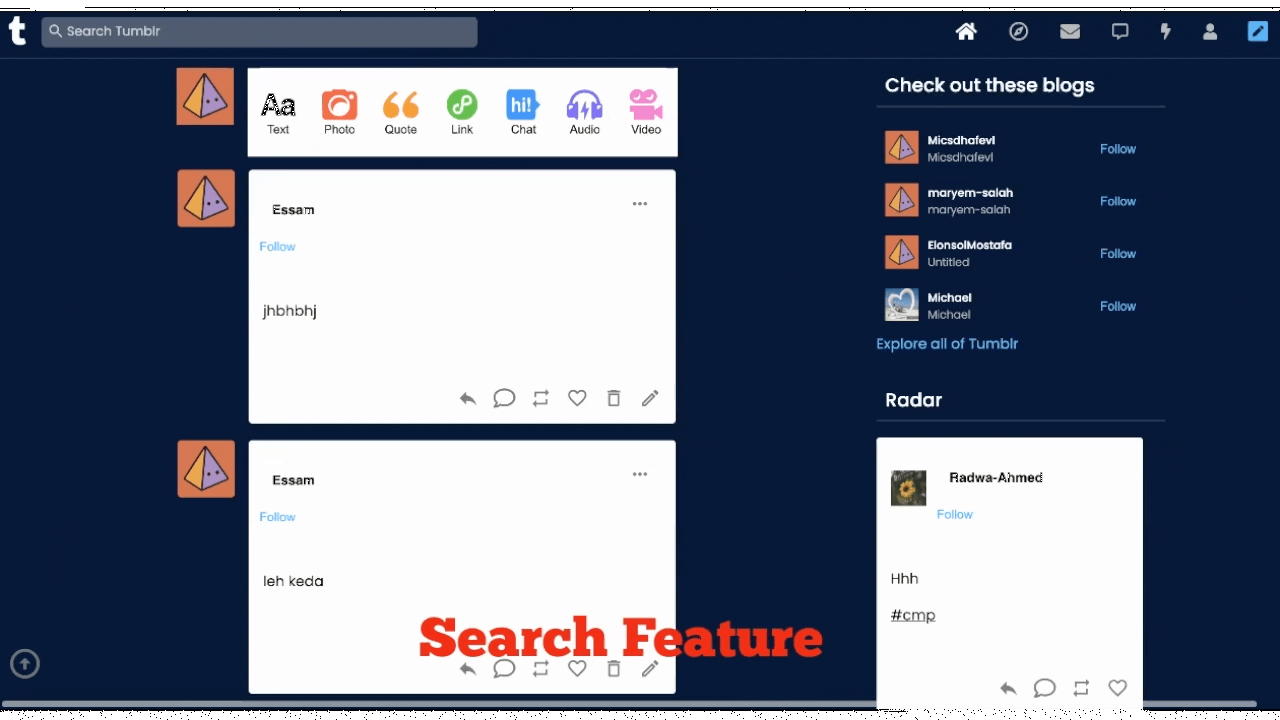 t
Search Tumblr
Aa
hi!
Text
Photo
Quote
Link
Chat
Audio
Video
Essam
Follow
jhbhbhj
Essam
Follow
leh keda
Search Feature
Check out these blogs
Micsdhafevl
Micsdhafevl
Follow
maryem-salah
maryem-salah
Follow
ElonsolMostafa
Untitled
Follow
Michael
Michael
Follow
Explore all of Tumblr
Radar
Radwa-Ahmed
Follow
Hhh
#cmp